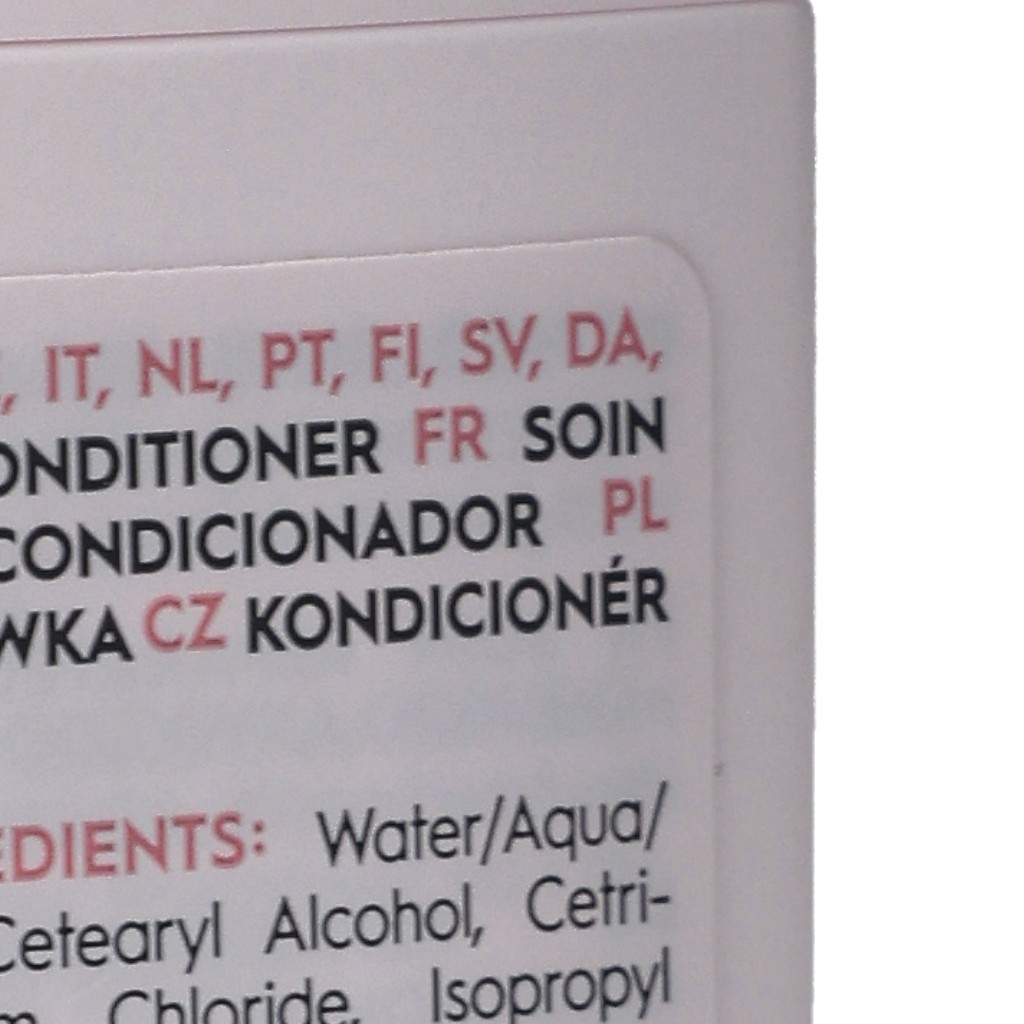 , IT, NL, PT, FI, SV, DA,
ONDITIONER FR SOIN
CONDICIONADOR PL
WKA CZ KONDICIONÉR
EDIENTS: Water/Aqua/
Cetearyl Alcohol, Cetri-
m Chloride, Isopropyl